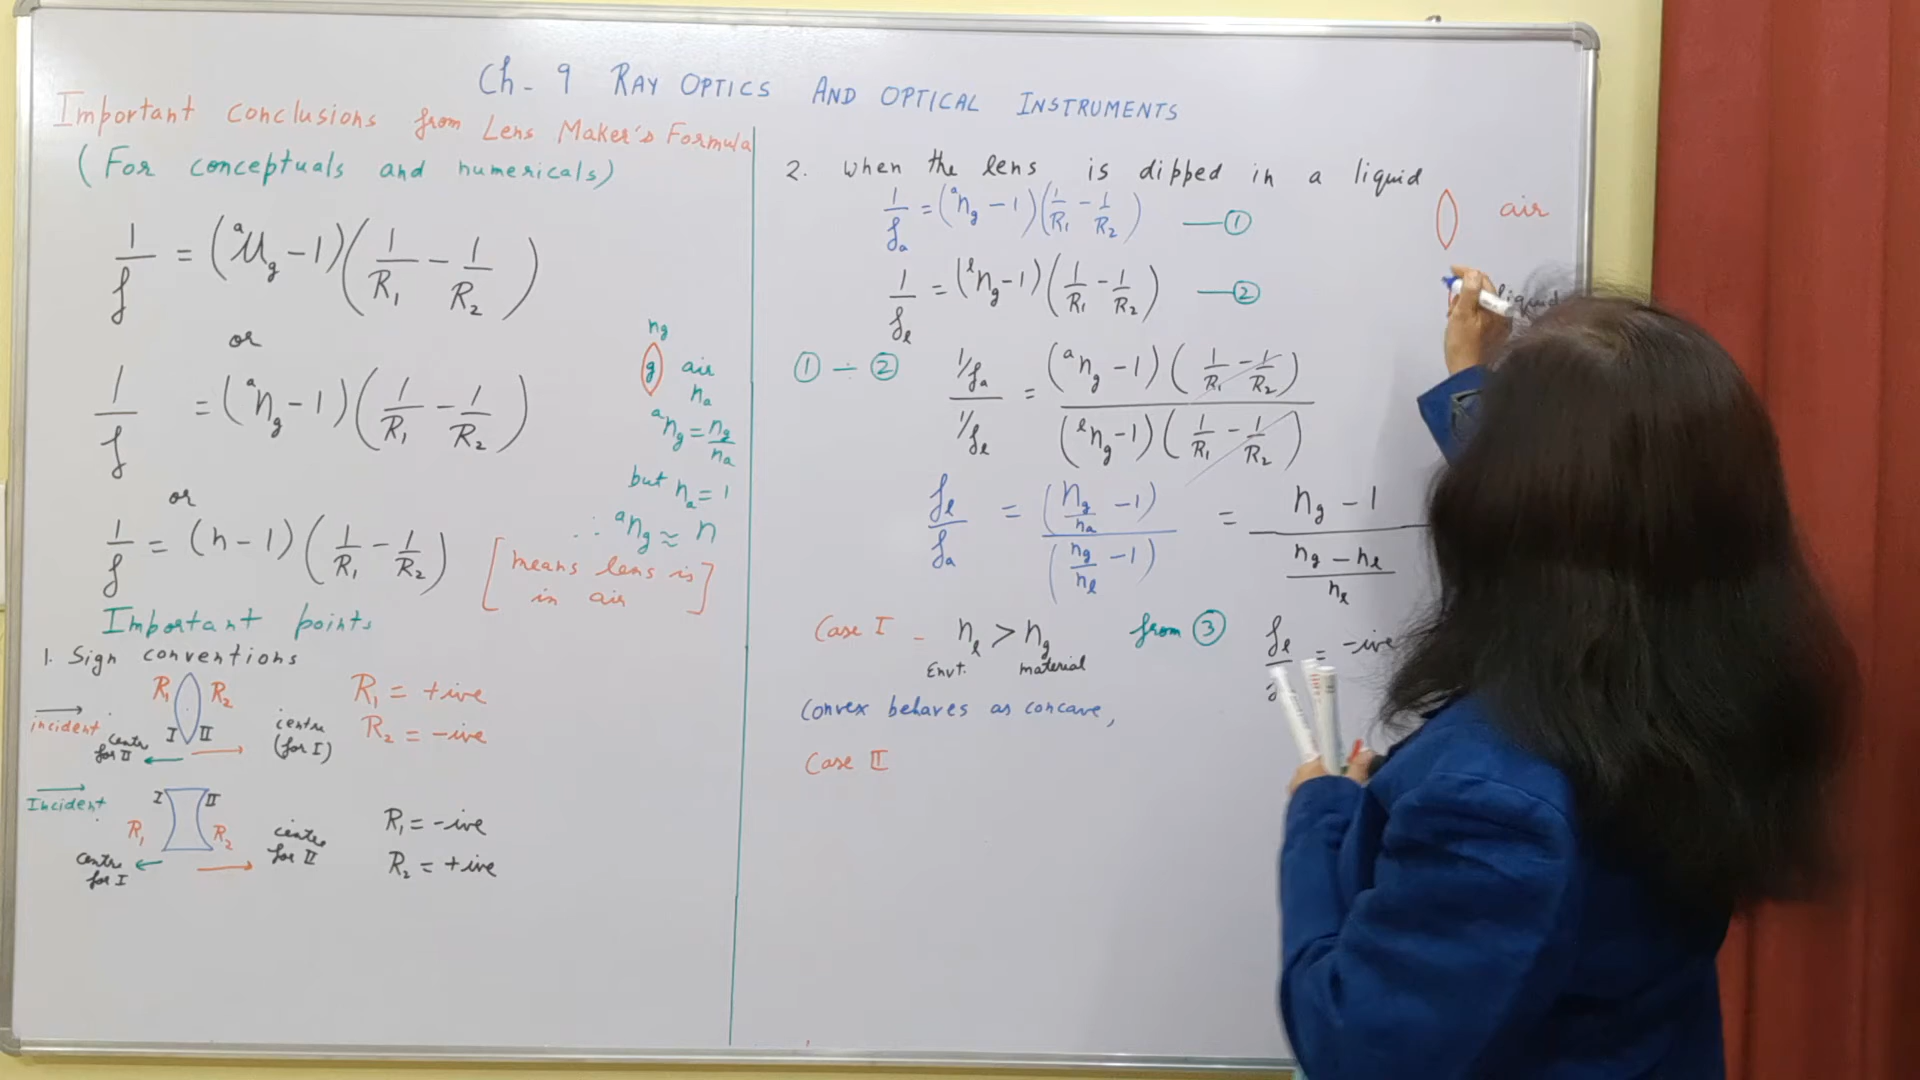 Ch- 9 RAY OPTICS AND OPTICAL INSTRUMENTS
Important conclusions from Lens Maker's Formula
(For conceptuals and numericals)
1/f = (ᵃμg - 1)(1/R₁ - 1/R₂)
or
1/f = (ᵃng - 1)(1/R₁ - 1/R₂)
or
1/f = (n - 1)(1/R₁ - 1/R₂)
[means lens is in air]
ng
g air
na
ᵃng = ng/na
but na = 1
∴ ᵃng ≈ n
Important points
1. Sign conventions
R₁ R₂
incident
I II
centre for II
centre (for I)
R₁ = +ive
R₂ = -ive
Incident
I II
R₁ R₂
centre for I
centre for II
R₁ = -ive
R₂ = +ive
2. when the lens is dipped in a liquid
air
liquid
1/fa = (ᵃng - 1)(1/R₁ - 1/R₂) — ①
1/fl = (ˡng - 1)(1/R₁ - 1/R₂) — ②
① ÷ ② (1/fa)/(1/fl) = (ᵃng - 1)(1/R₁ - 1/R₂) / (ˡng - 1)(1/R₁ - 1/R₂)
fl/fa = (ng/na - 1)/(ng/nl - 1) = (ng - 1)/((ng - nl)/nl)
Case I - nl > ng from ③ fl = -ive
Envt. material
Convex behaves as concave,
Case II